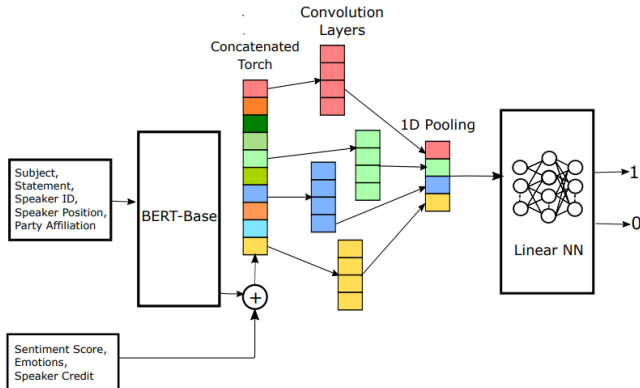 Convolution
Layers
Concatenated
Torch
1D Pooling
Subject,
Statement,
Speaker ID,
Speaker Position,
Party Affiliation
BERT-Base
+
Linear NN
1
0
Sentiment Score,
Emotions,
Speaker Credit